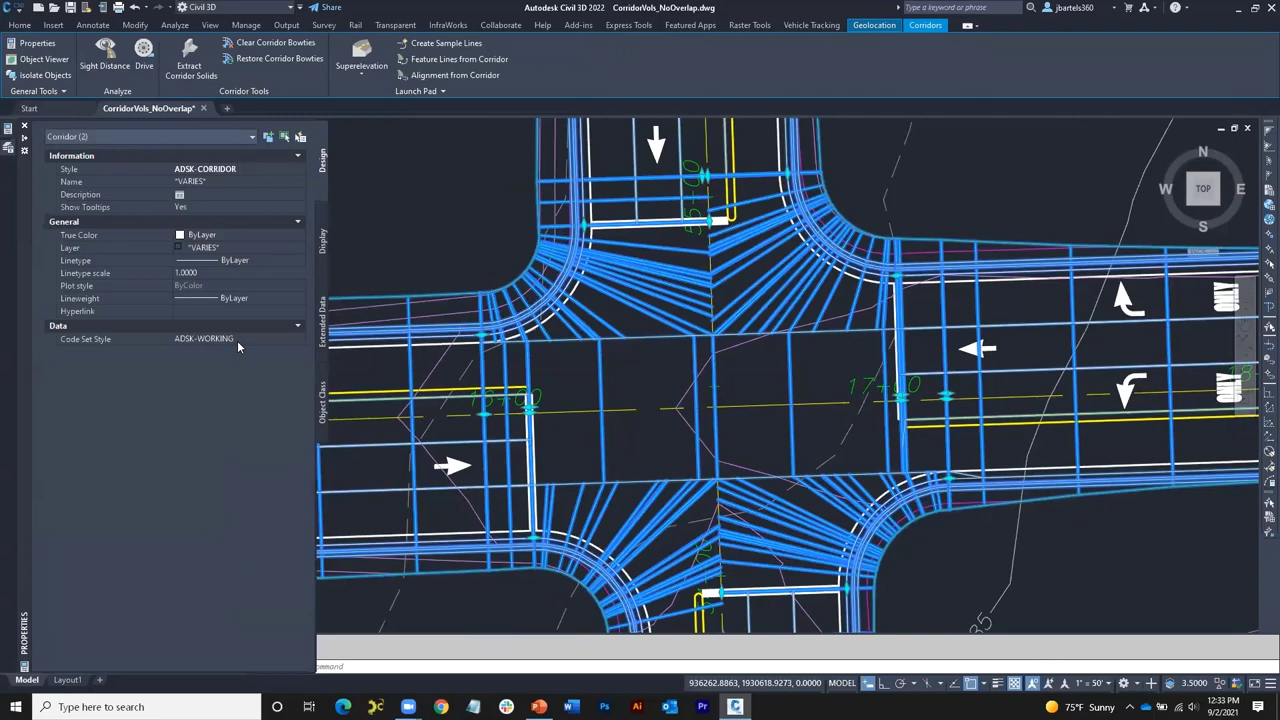 Civil 3D
Share
Autodesk Civil 3D 2022
CorridorVols_NoOverlap.dwg
Type a keyword or phrase
jbartels360
Home
Insert
Annotate
Modify
Analyze
View
Manage
Output
Survey
Rail
Transparent
InfraWorks
Collaborate
Help
Add-ins
Express Tools
Featured Apps
Raster Tools
Vehicle Tracking
Geolocation
Corridors
Properties
Object Viewer
Isolate Objects
General Tools
Sight Distance
Drive
Analyze
Extract
Corridor Solids
Clear Corridor Bowties
Restore Corridor Bowties
Corridor Tools
Superelevation
Create Sample Lines
Feature Lines from Corridor
Alignment from Corridor
Launch Pad
Start
CorridorVols_NoOverlap*
Corridor (2)
Information
Style ADSK-CORRIDOR
Name *VARIES*
Description
Show Tooltips Yes
General
True Color ByLayer
Layer *VARIES*
Linetype ByLayer
Linetype scale 1.0000
Plot style ByColor
Lineweight ByLayer
Hyperlink
Data
Code Set Style ADSK-WORKING
Design
Display
Extended Data
Object Class
PROPERTIES
N
W TOP E
S
WCS
17+00
35
Command
Model
Layout1
936262.8863, 1930618.9273, 0.0000
MODEL
1" = 50'
3.5000
Type here to search
75°F Sunny
12:33 PM
9/2/2021